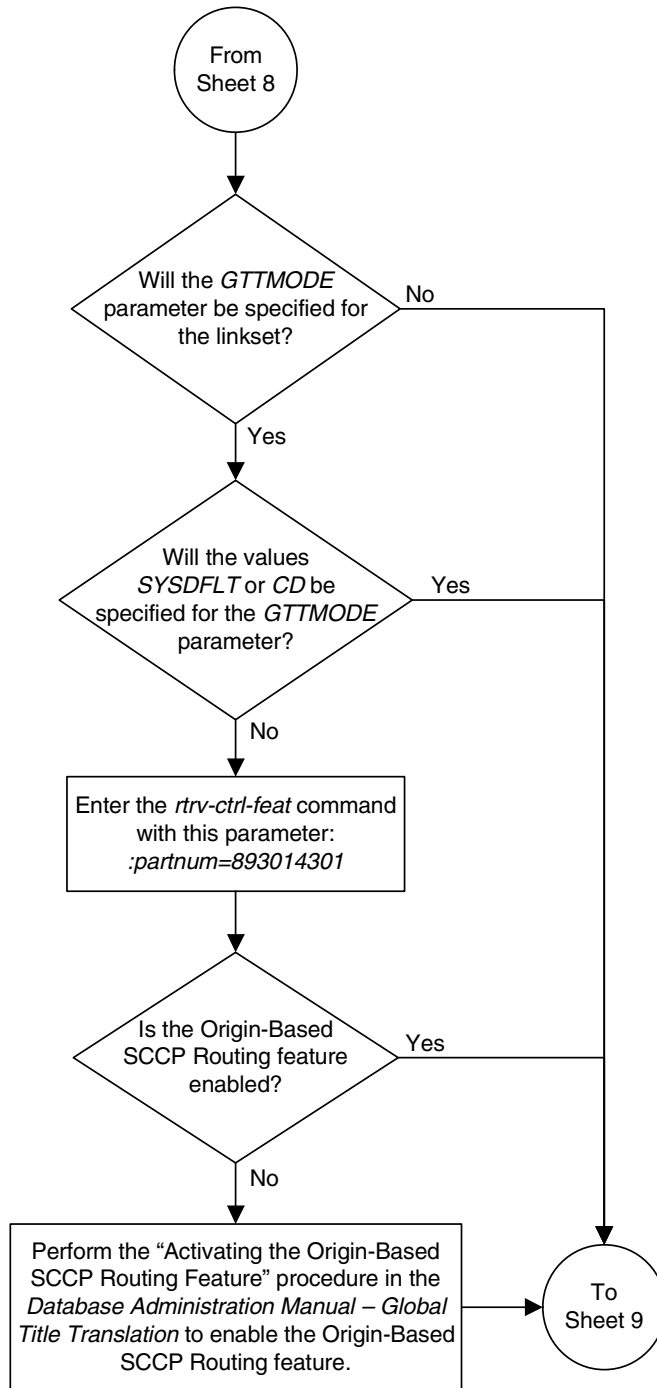 From
Sheet 8
Will the GTTMODE
parameter be specified for
the linkset?
No
Yes
Will the values
SYSDFLT or CD be
specified for the GTTMODE
parameter?
Yes
No
Enter the rtrv-ctrl-feat command
with this parameter:
:partnum=893014301
Is the Origin-Based
SCCP Routing feature
enabled?
Yes
No
Perform the “Activating the Origin-Based
SCCP Routing Feature” procedure in the
Database Administration Manual – Global
Title Translation to enable the Origin-Based
SCCP Routing feature.
To
Sheet 9